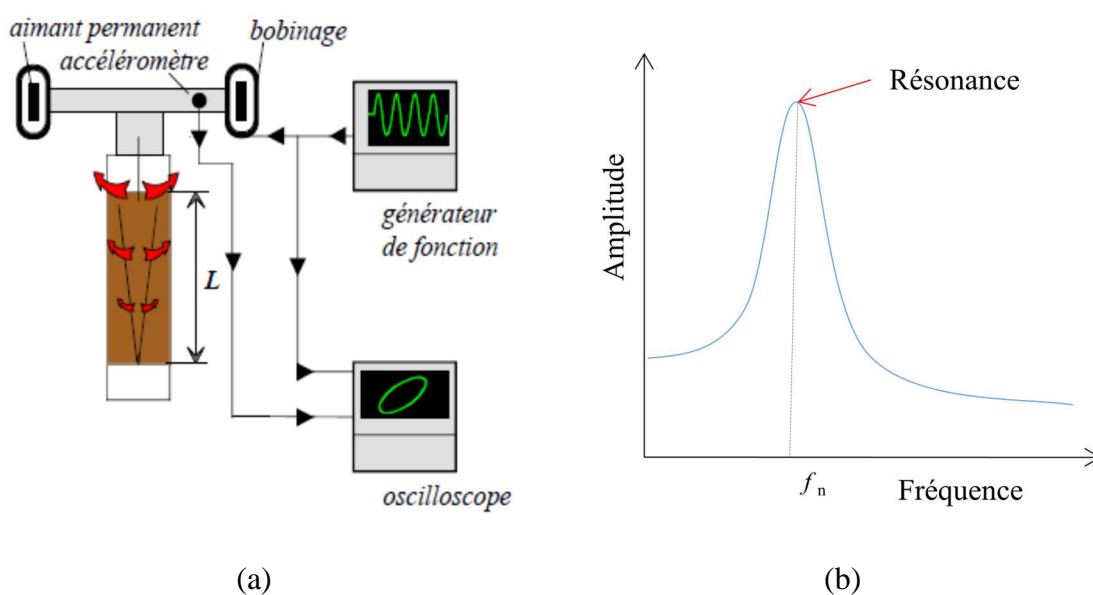 aimant permanent
accéléromètre
bobinage
générateur
de fonction
L
oscilloscope
(a)
Résonance
Amplitude
f n
Fréquence
(b)